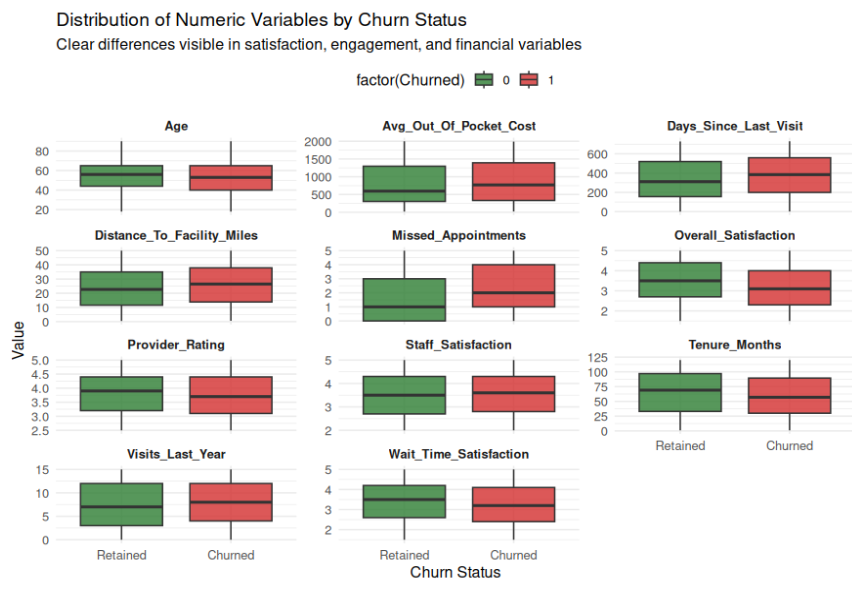 Distribution of Numeric Variables by Churn Status
Clear differences visible in satisfaction, engagement, and financial variables
factor(Churned) 0 1
Age
80
60
40
20
Avg_Out_Of_Pocket_Cost
2000
1500
1000
500
0
Days_Since_Last_Visit
600
400
200
0
Distance_To_Facility_Miles
50
40
30
20
10
0
Missed_Appointments
5
4
3
2
1
0
Overall_Satisfaction
5
4
3
2
Value
Provider_Rating
5.0
4.5
4.0
3.5
3.0
2.5
Staff_Satisfaction
5
4
3
2
Tenure_Months
125
100
75
50
25
0
Retained Churned
Visits_Last_Year
15
10
5
0
Retained Churned
Wait_Time_Satisfaction
5
4
3
2
Retained Churned
Churn Status